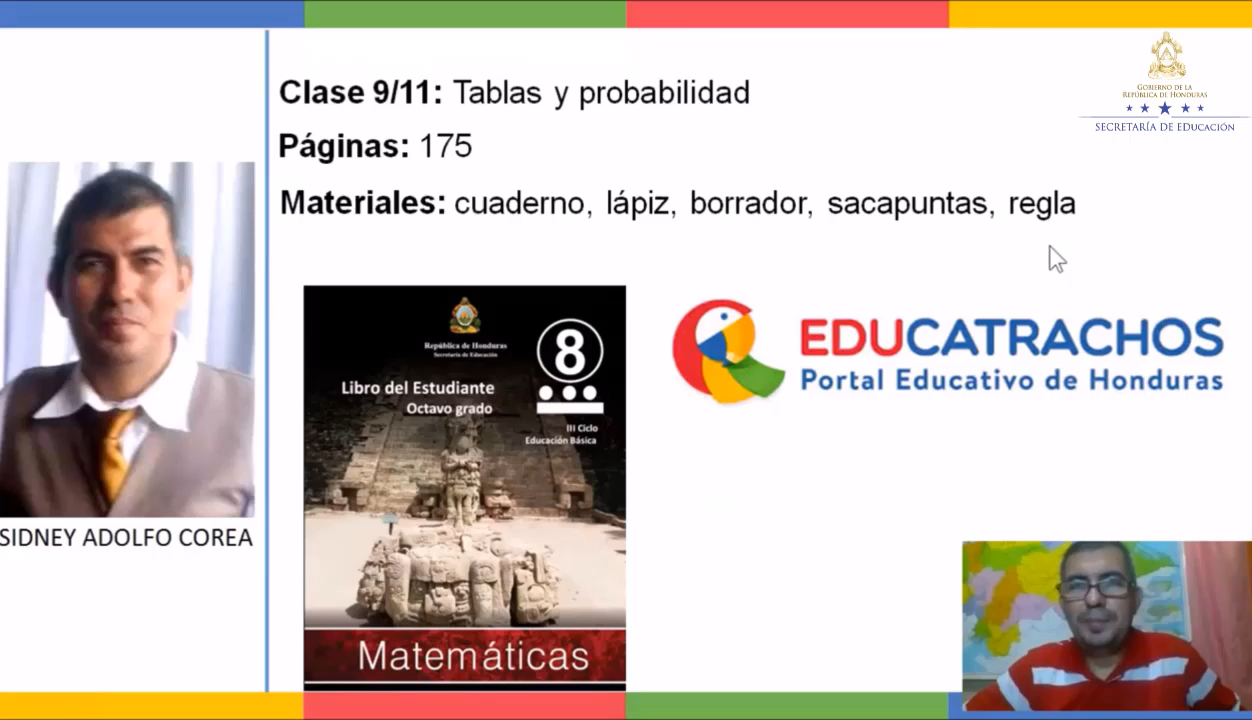 Clase 9/11: Tablas y probabilidad
Páginas: 175
Materiales: cuaderno, lápiz, borrador, sacapuntas, regla
GOBIERNO DE LA
REPÚBLICA DE HONDURAS
SECRETARÍA DE EDUCACIÓN
SIDNEY ADOLFO COREA
República de Honduras
Secretaría de Educación
8
Libro del Estudiante
Octavo grado
III Ciclo
Educación Básica
Matemáticas
EDUCATRACHOS
Portal Educativo de Honduras